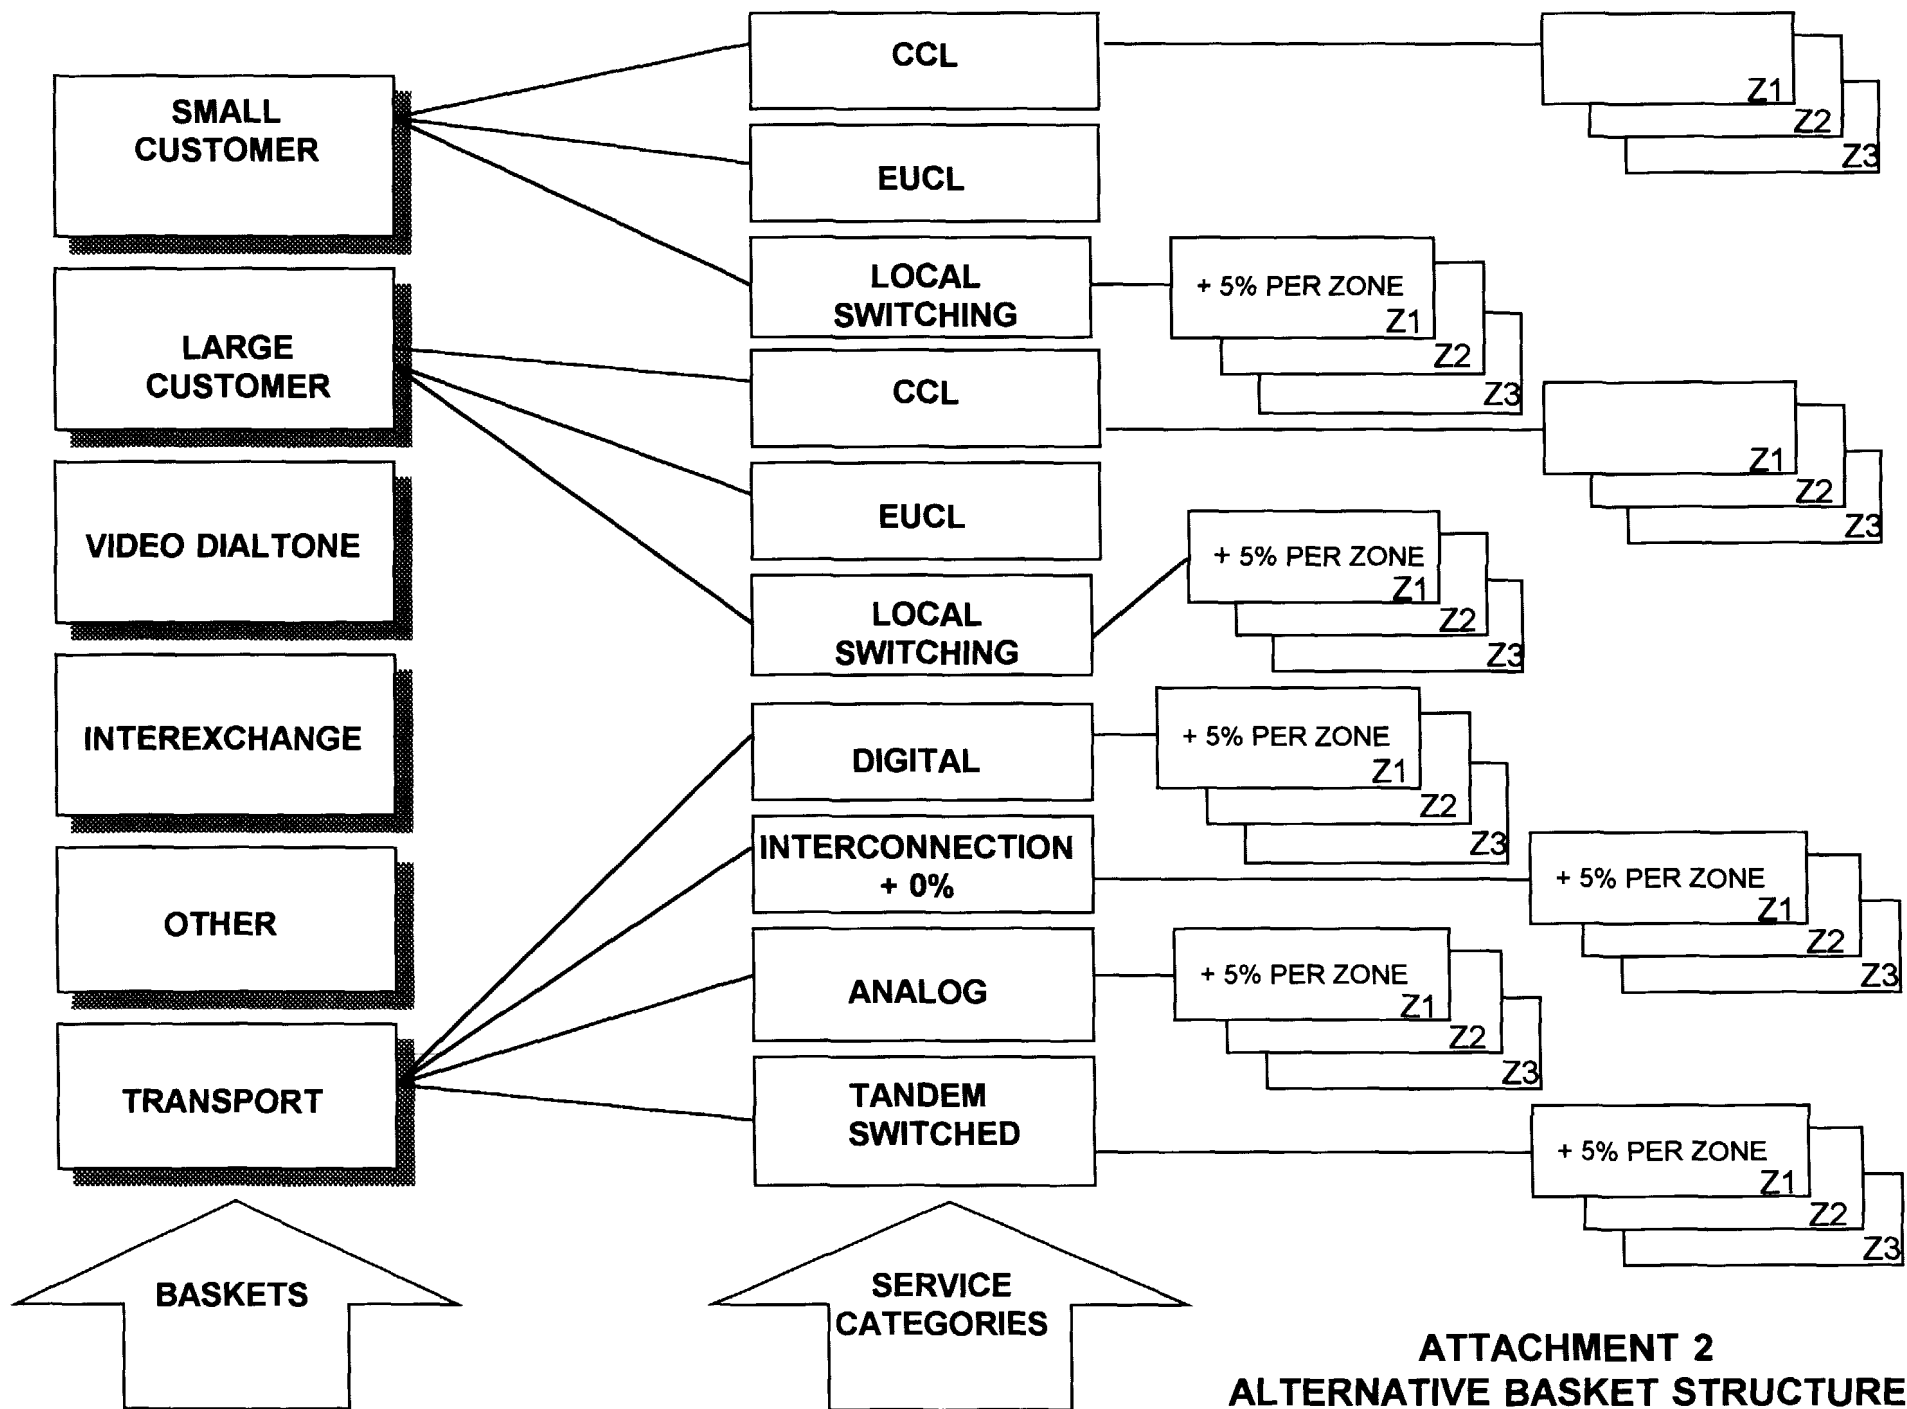 SMALL
CUSTOMER
LARGE
CUSTOMER
VIDEO DIALTONE
INTEREXCHANGE
OTHER
TRANSPORT
BASKETS
CCL
EUCL
LOCAL
SWITCHING
CCL
EUCL
LOCAL
SWITCHING
DIGITAL
INTERCONNECTION
+ 0%
ANALOG
TANDEM
SWITCHED
SERVICE
CATEGORIES
Z1
Z2
Z3
+ 5% PER ZONE
Z1
Z2
Z3
Z1
Z2
Z3
+ 5% PER ZONE
Z1
Z2
Z3
+ 5% PER ZONE
Z1
Z2
Z3
+ 5% PER ZONE
Z1
Z2
Z3
+ 5% PER ZONE
Z1
Z2
Z3
+ 5% PER ZONE
Z1
Z2
Z3
ATTACHMENT 2
ALTERNATIVE BASKET STRUCTURE